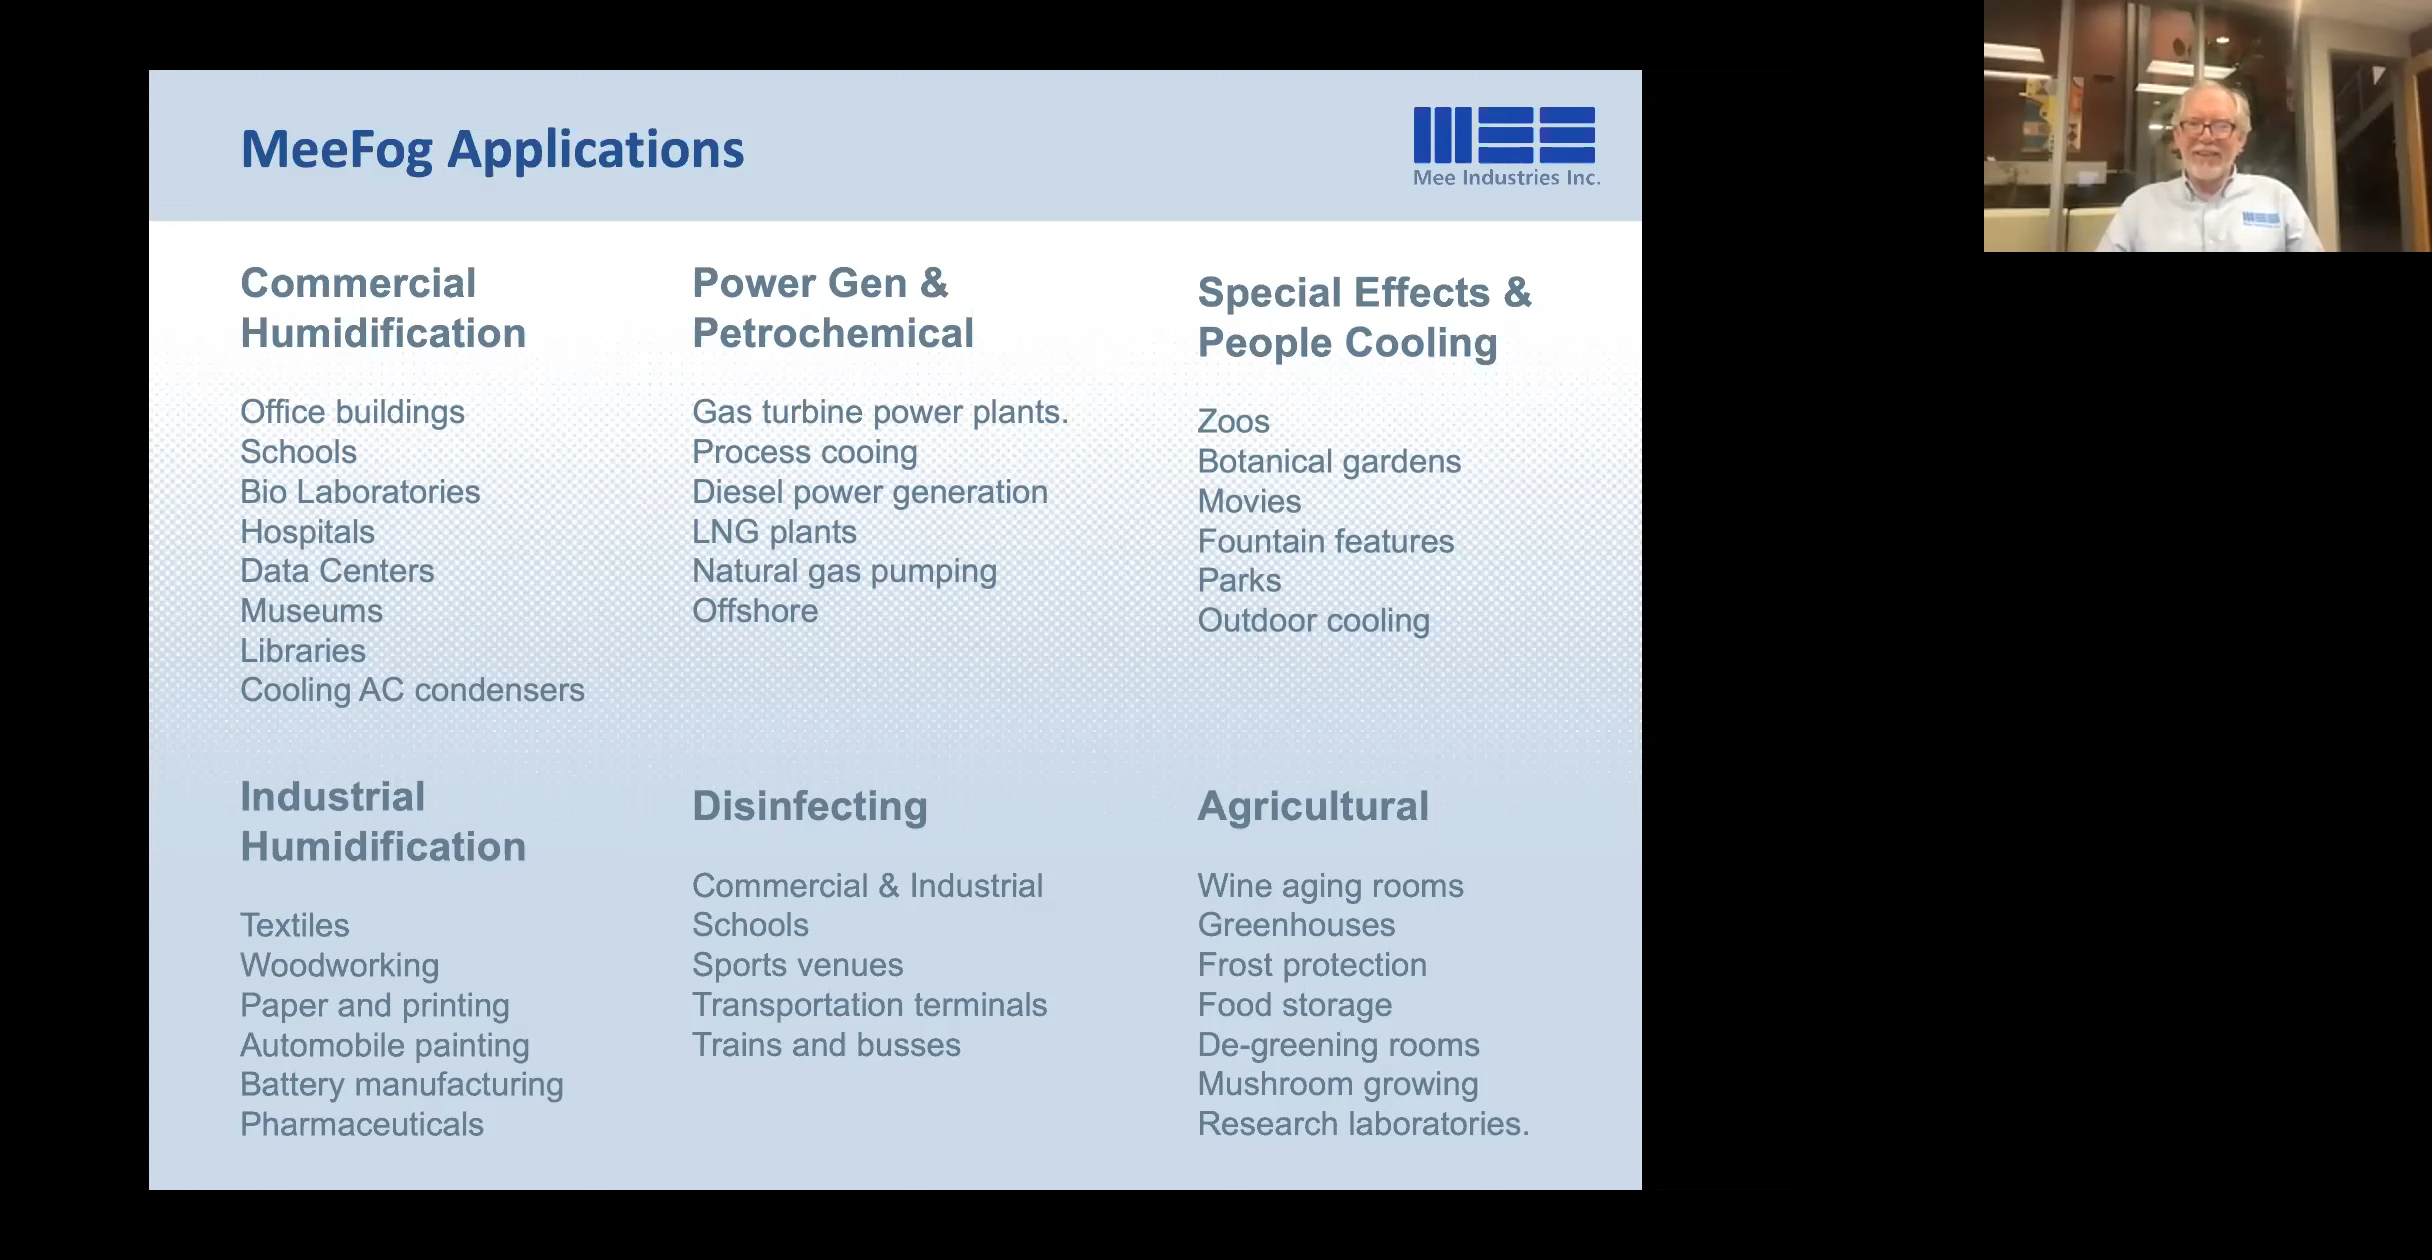 MeeFog Applications
MEE
Mee Industries Inc.
Commercial
Humidification
Office buildings
Schools
Bio Laboratories
Hospitals
Data Centers
Museums
Libraries
Cooling AC condensers
Power Gen &
Petrochemical
Gas turbine power plants.
Process cooing
Diesel power generation
LNG plants
Natural gas pumping
Offshore
Special Effects &
People Cooling
Zoos
Botanical gardens
Movies
Fountain features
Parks
Outdoor cooling
Industrial
Humidification
Textiles
Woodworking
Paper and printing
Automobile painting
Battery manufacturing
Pharmaceuticals
Disinfecting
Commercial & Industrial
Schools
Sports venues
Transportation terminals
Trains and busses
Agricultural
Wine aging rooms
Greenhouses
Frost protection
Food storage
De-greening rooms
Mushroom growing
Research laboratories.
MEE